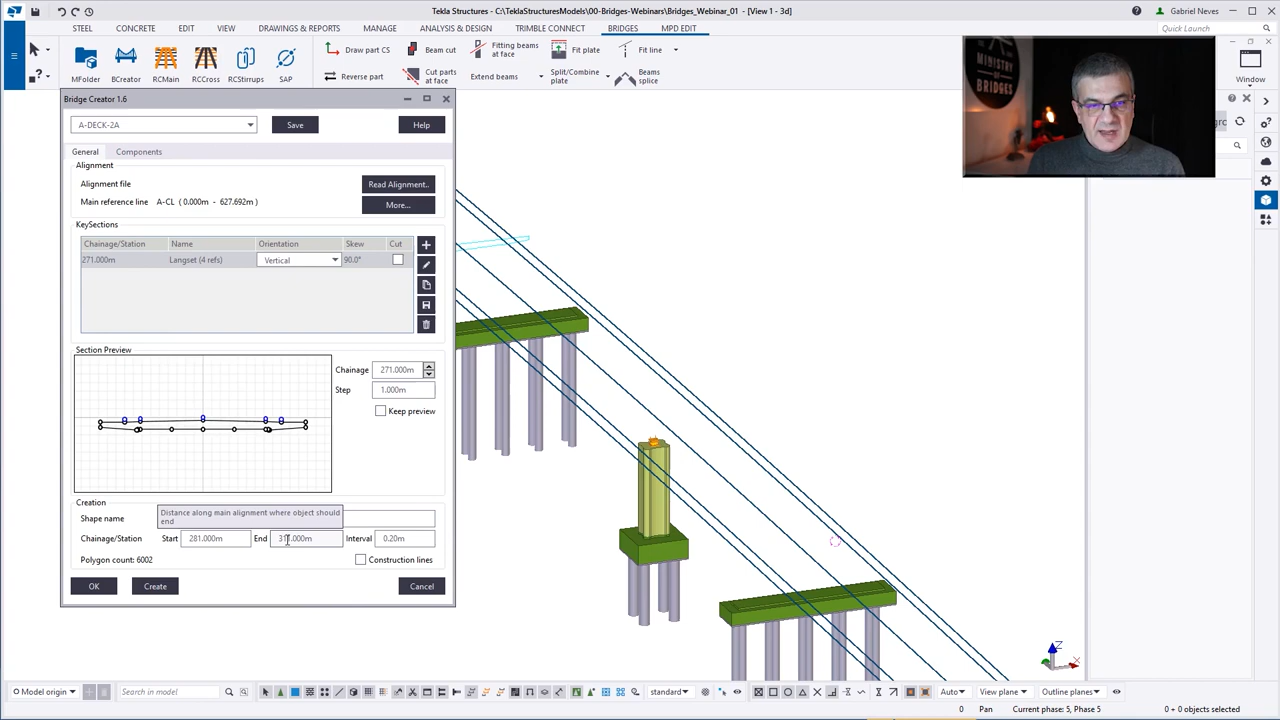 Tekla Structures - C:\TeklaStructuresModels\00-Bridges-Webinars\Bridges_Webinar_01 - [View 1 - 3d]
Gabriel Neves
STEEL CONCRETE EDIT VIEW DRAWINGS & REPORTS MANAGE ANALYSIS & DESIGN TRIMBLE CONNECT BRIDGES MPD EDIT
Quick Launch
MFolder BCreator RCMain RCCross RCStirrups SAP
Draw part CS
Reverse part
Beam cut
Cut parts at face
Fitting beams at face
Extend beams
Fit plate
Split/Combine plate
Fit line
Beams splice
Window
MINISTRY
OF
BRIDGES
Bridge Creator 1.6
A-DECK-2A
Save
Help
General Components
Alignment
Alignment file
Read Alignment..
Main reference line A-CL ( 0.000m - 627.692m )
More...
KeySections
Chainage/Station Name Orientation Skew Cut
271.000m Langset (4 refs) Vertical 90.0°
Section Preview
Chainage 271.000m
Step 1.000m
Keep preview
Creation
Distance along main alignment where object should
end
Shape name
Chainage/Station Start 281.000m End Interval 0.20m
Polygon count: 6002
Construction lines
OK Create Cancel
Z
X
Model origin
Search in model
standard
Auto
View plane
Outline planes
0 Pan Current phase: 5, Phase 5 0 + 0 objects selected